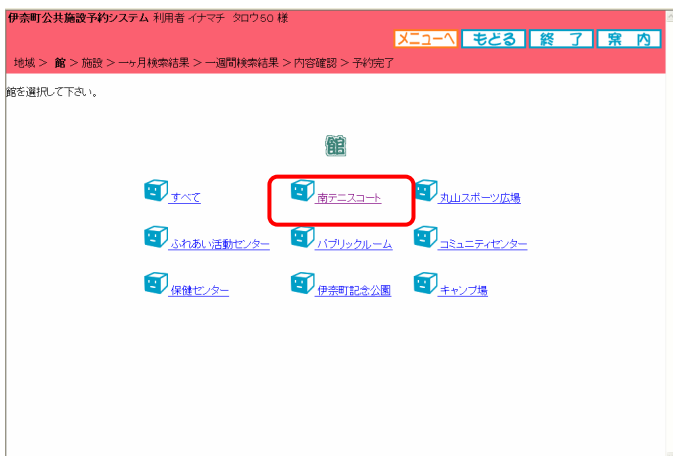 伊奈町公共施設予約システム 利用者 イナマチ タロウ50 様
メニューへ もどる 終 了 案 内
地域 > 館 > 施設 > 一ヶ月検索結果 > 一週間検索結果 > 内容確認 > 予約完了
館を選択して下さい。
館
すべて 南テニスコート 丸山スポーツ広場
ふれあい活動センター パブリックルーム コミュニティセンター
保健センター 伊奈町記念公園 キャンプ場